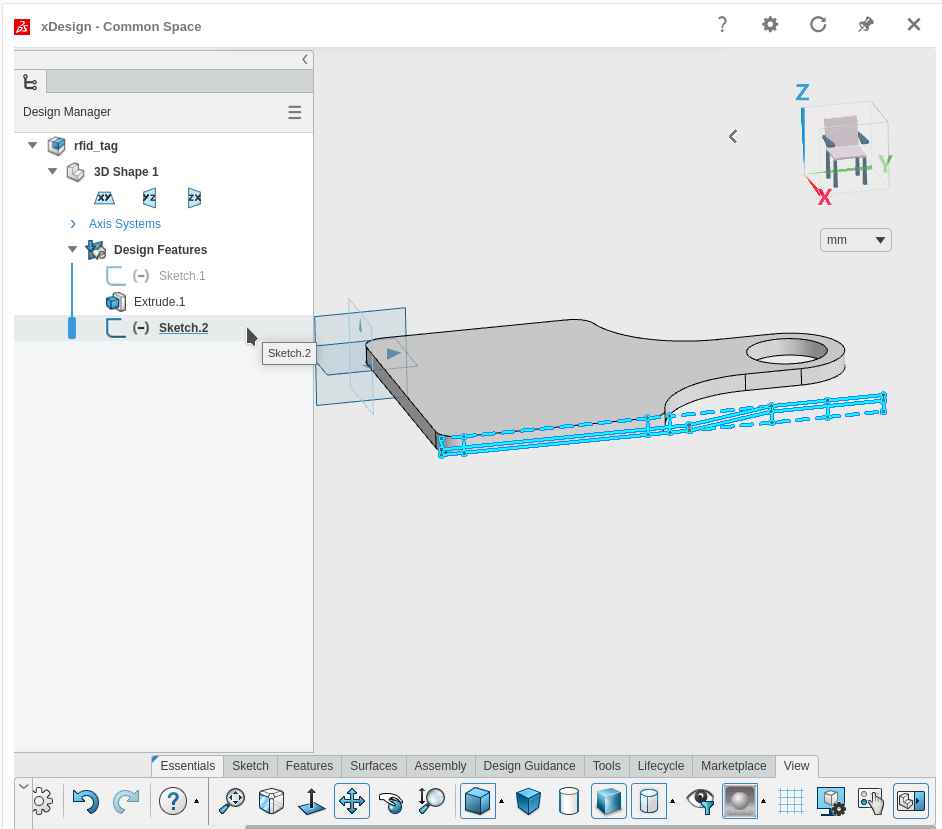 xDesign - Common Space
?
Design Manager
Z
Y
X
rfid_tag
3D Shape 1
XY YZ ZX
Axis Systems
mm
Design Features
(-) Sketch.1
Extrude.1
(-) Sketch.2
Sketch.2
Essentials Sketch Features Surfaces Assembly Design Guidance Tools Lifecycle Marketplace View
?